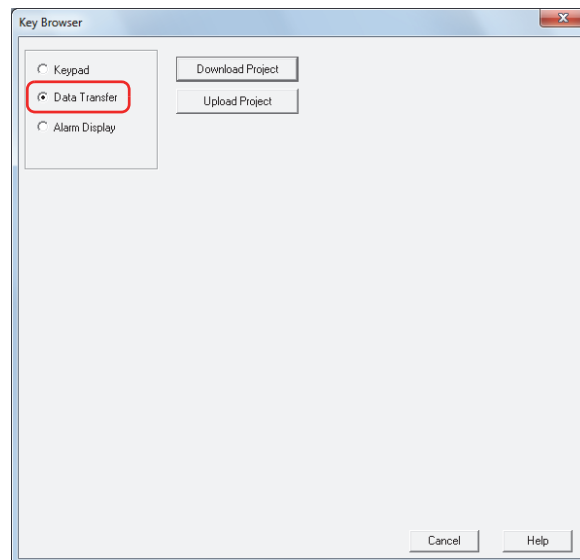 Key Browser
Keypad
Data Transfer
Alarm Display
Download Project
Upload Project
Cancel
Help